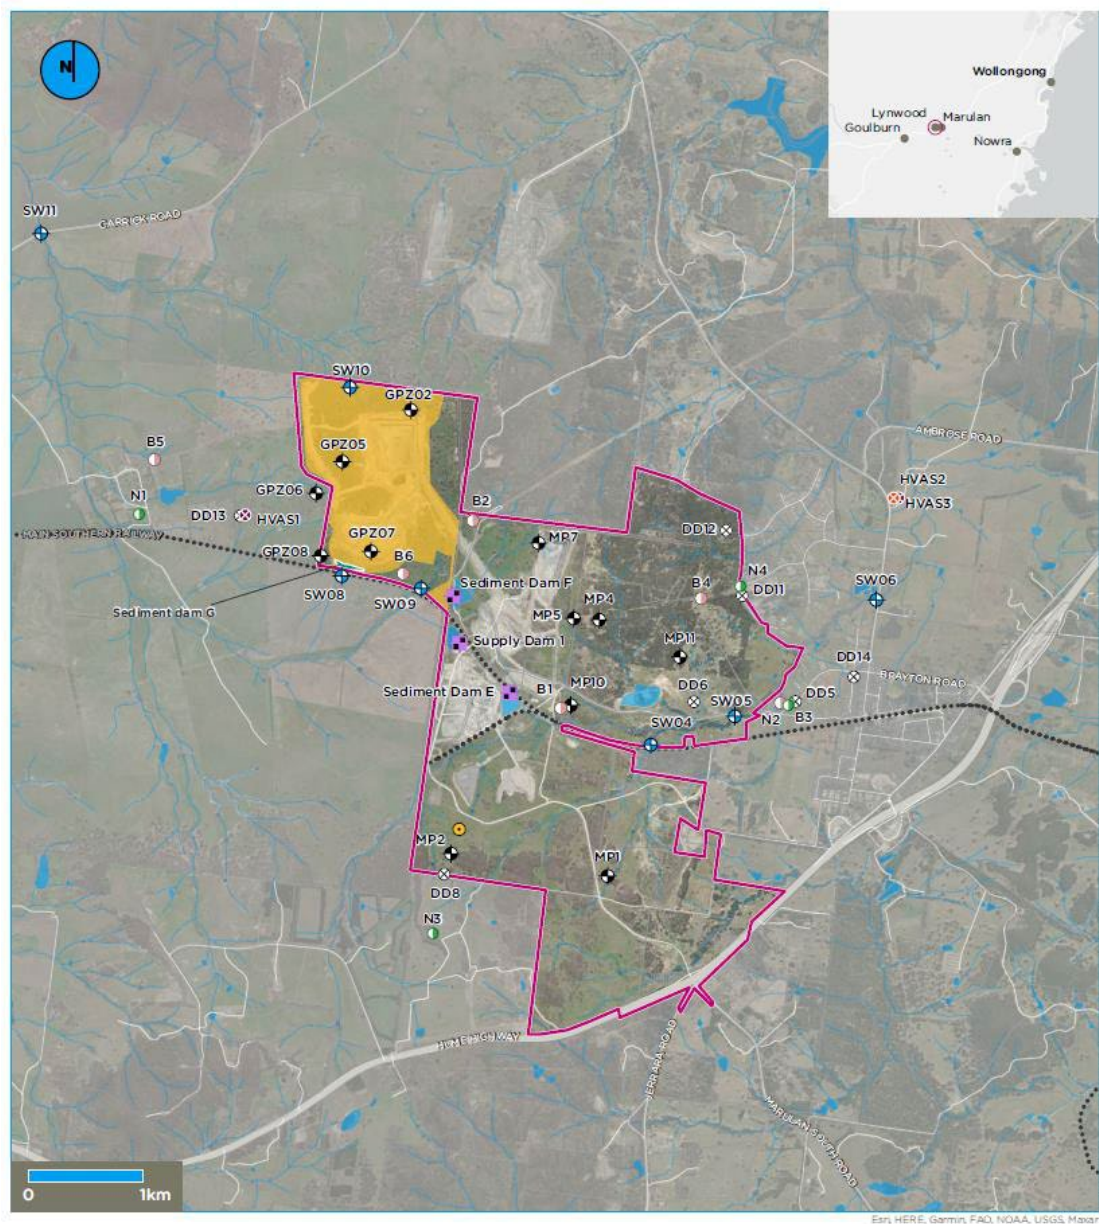 N
Wollongong
Lynwood
Marulan
Goulburn
Nowra
SW11
CARRICK ROAD
SW10
GPZ02
AMBROSE ROAD
B5
GPZ05
HVAS2
GPZ06
B2
N1
HVAS3
DD13
HVAS1
MAIN SOUTHERN RAILWAY
GPZ07
MP7
DD12
GPZ08
B6
Sediment Dam F
B4
N4
DD11
SW06
Sediment dam G
SW08
SW09
MP5
MP4
Supply Dam 1
MP11
DD14
BRAYTON ROAD
Sediment Dam E
B1
MP10
DD6
SW05
DD5
N2
B3
SW04
MP2
MP1
DD8
N3
HUME HIGHWAY
JERRARA ROAD
MARULAN SOUTH ROAD
0
1km
Esri, HERE, Garmin, FAO, NOAA, USGS, Maxar